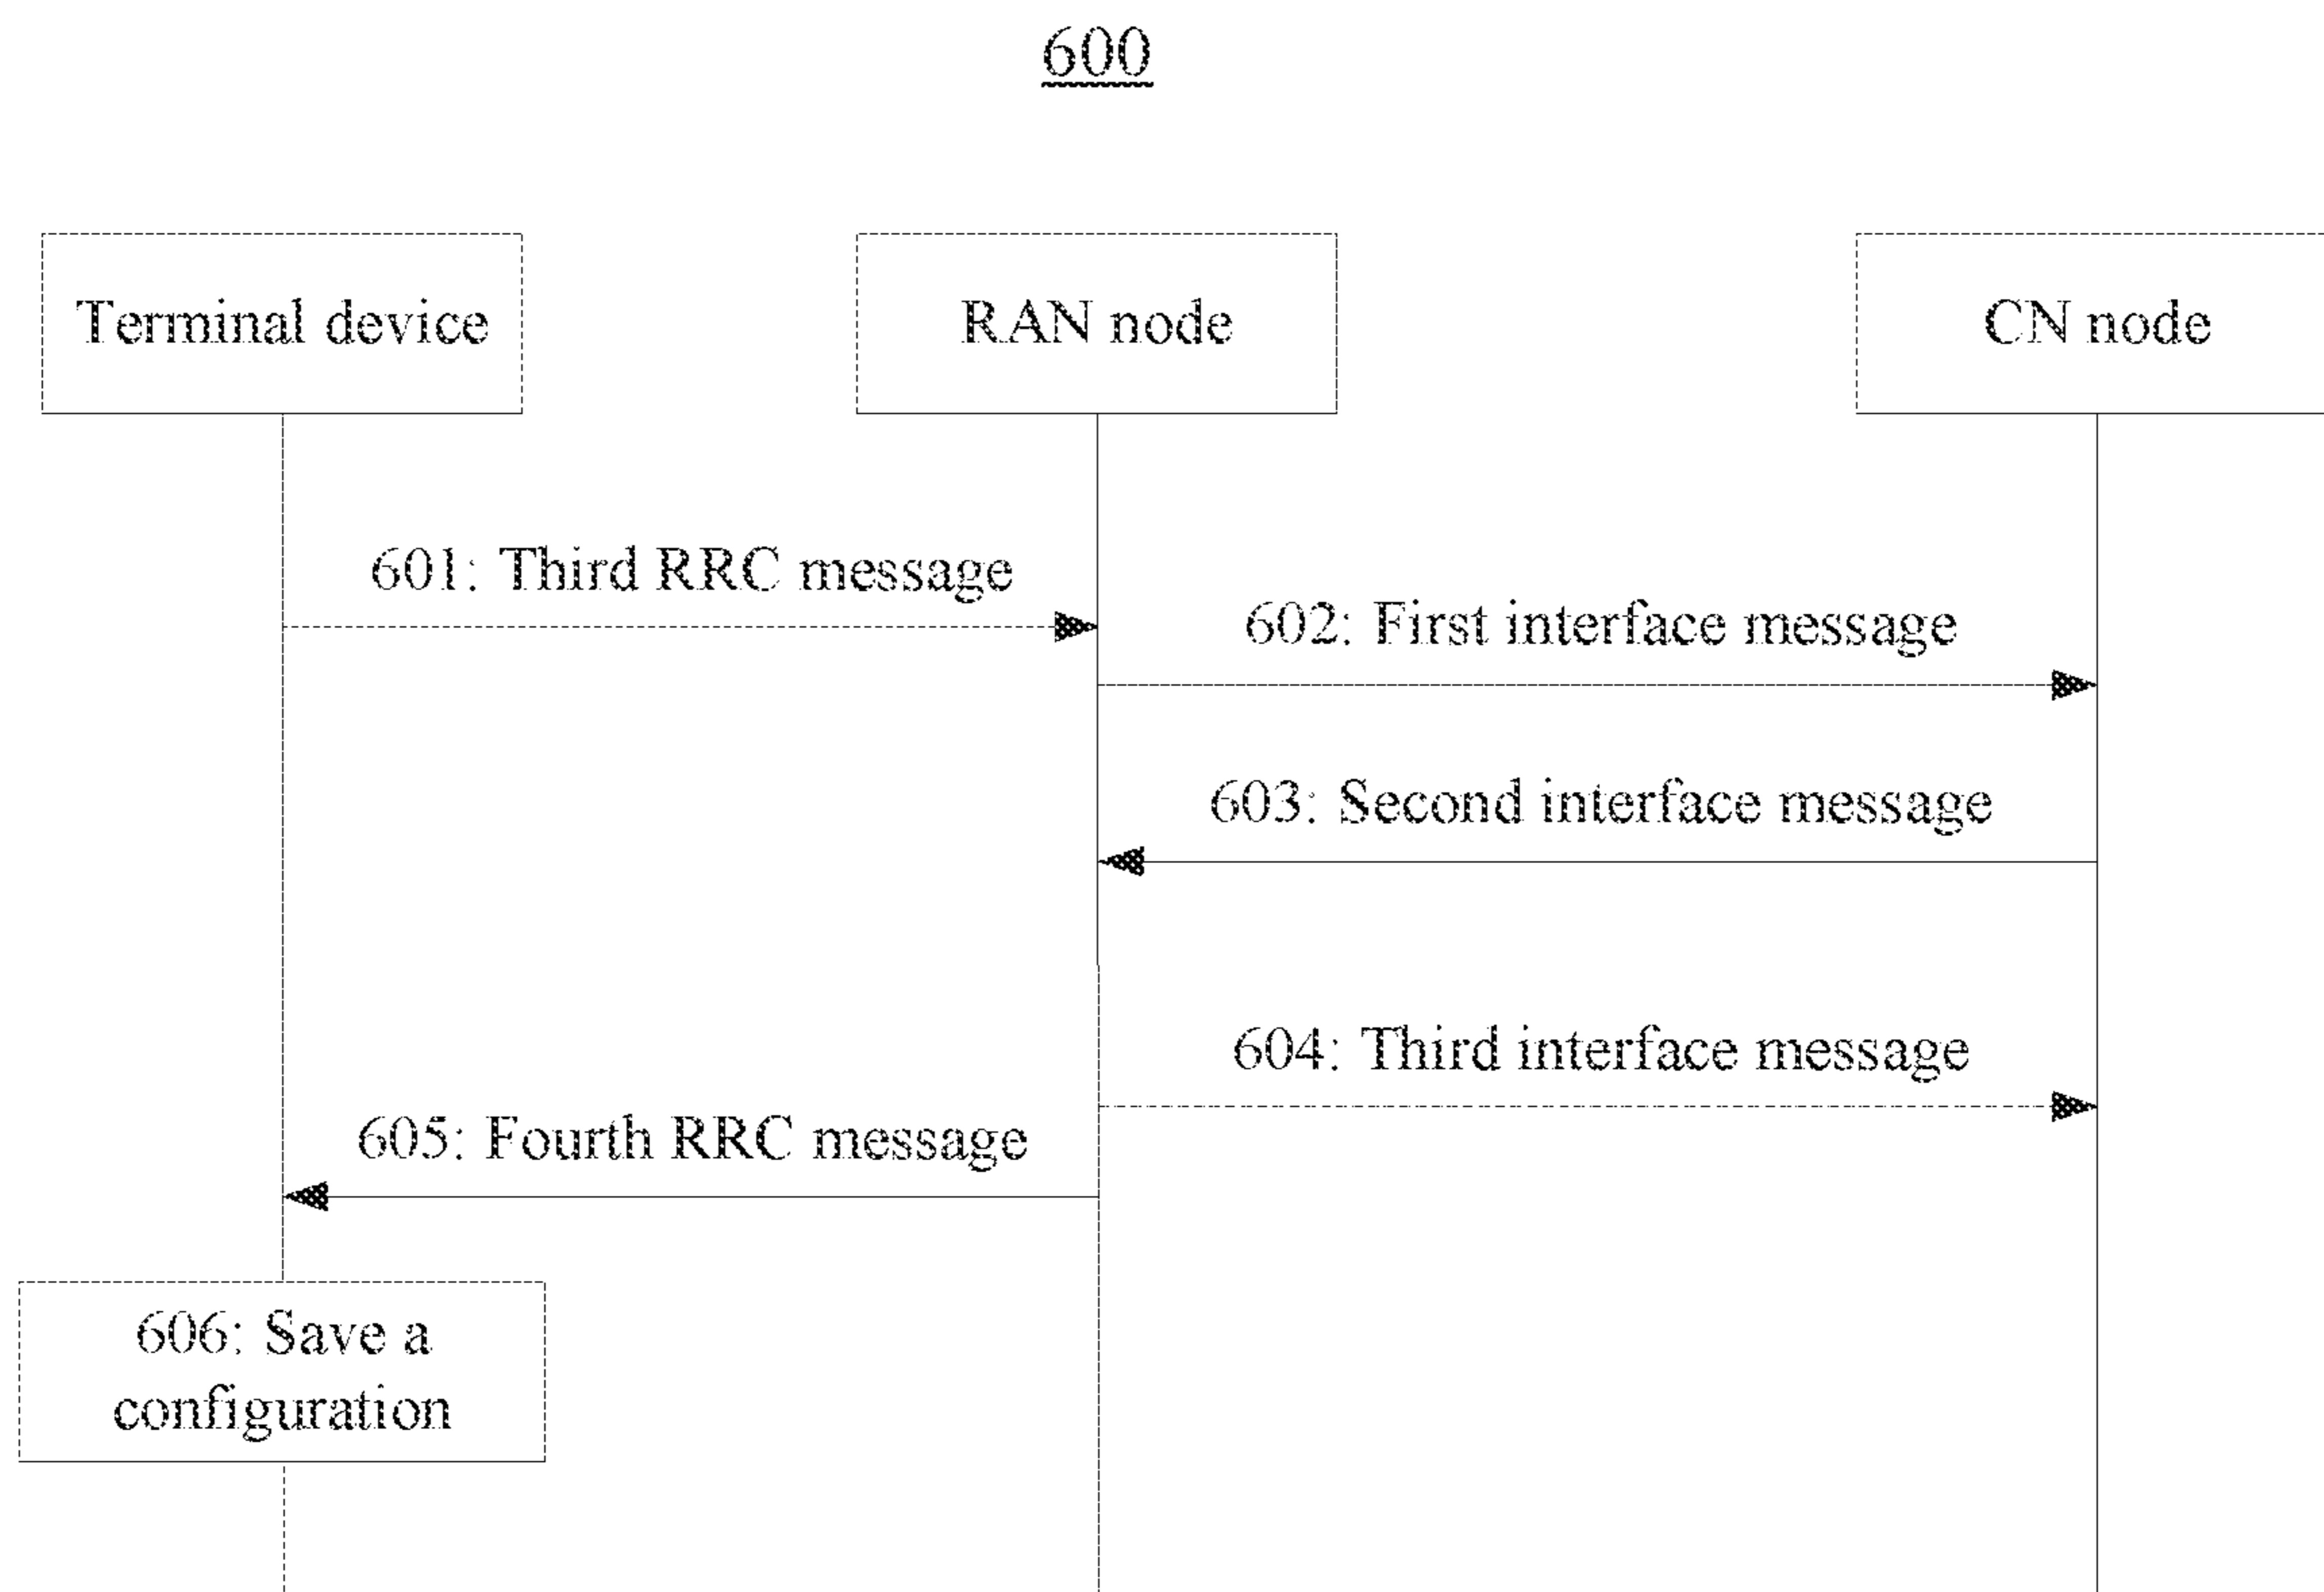 600
Terminal device
RAN node
CN node
601: Third RRC message
602: First interface message
603: Second interface message
604: Third interface message
605: Fourth RRC message
606: Save a
configuration